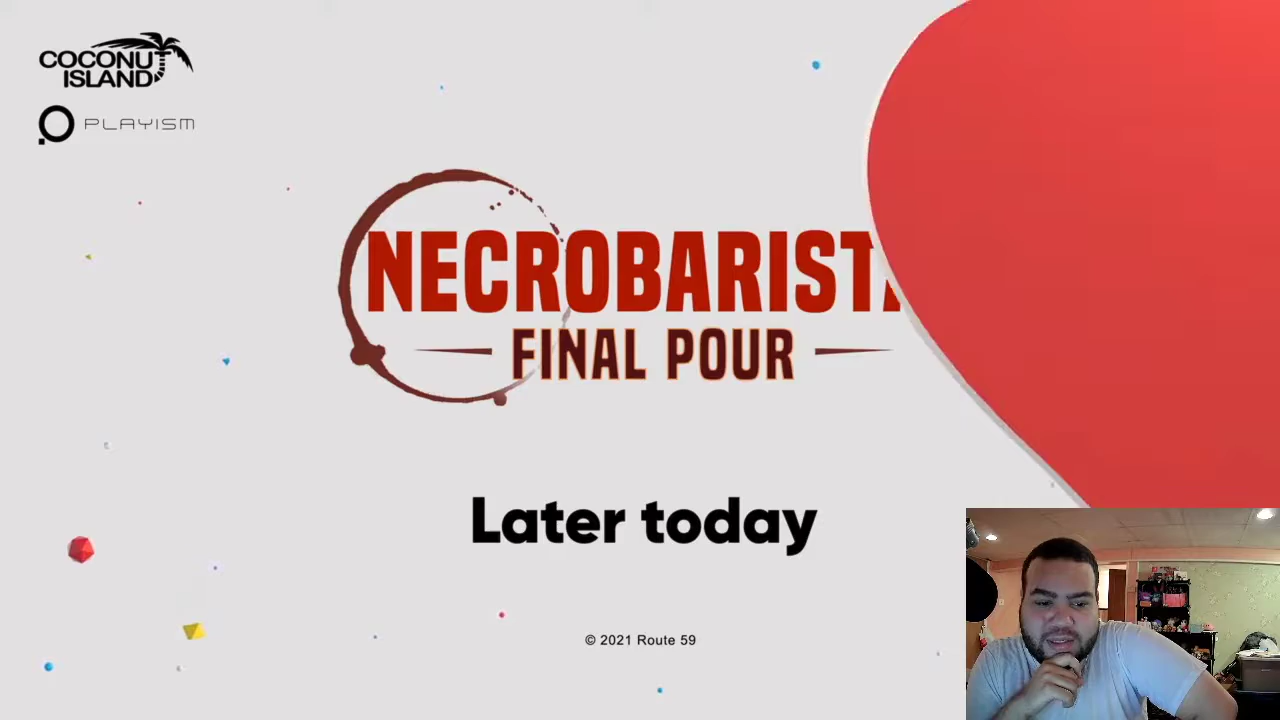 COCONUT
ISLAND
PLAYISM
NECROBARIST
FINAL POUR
Later today
© 2021 Route 59